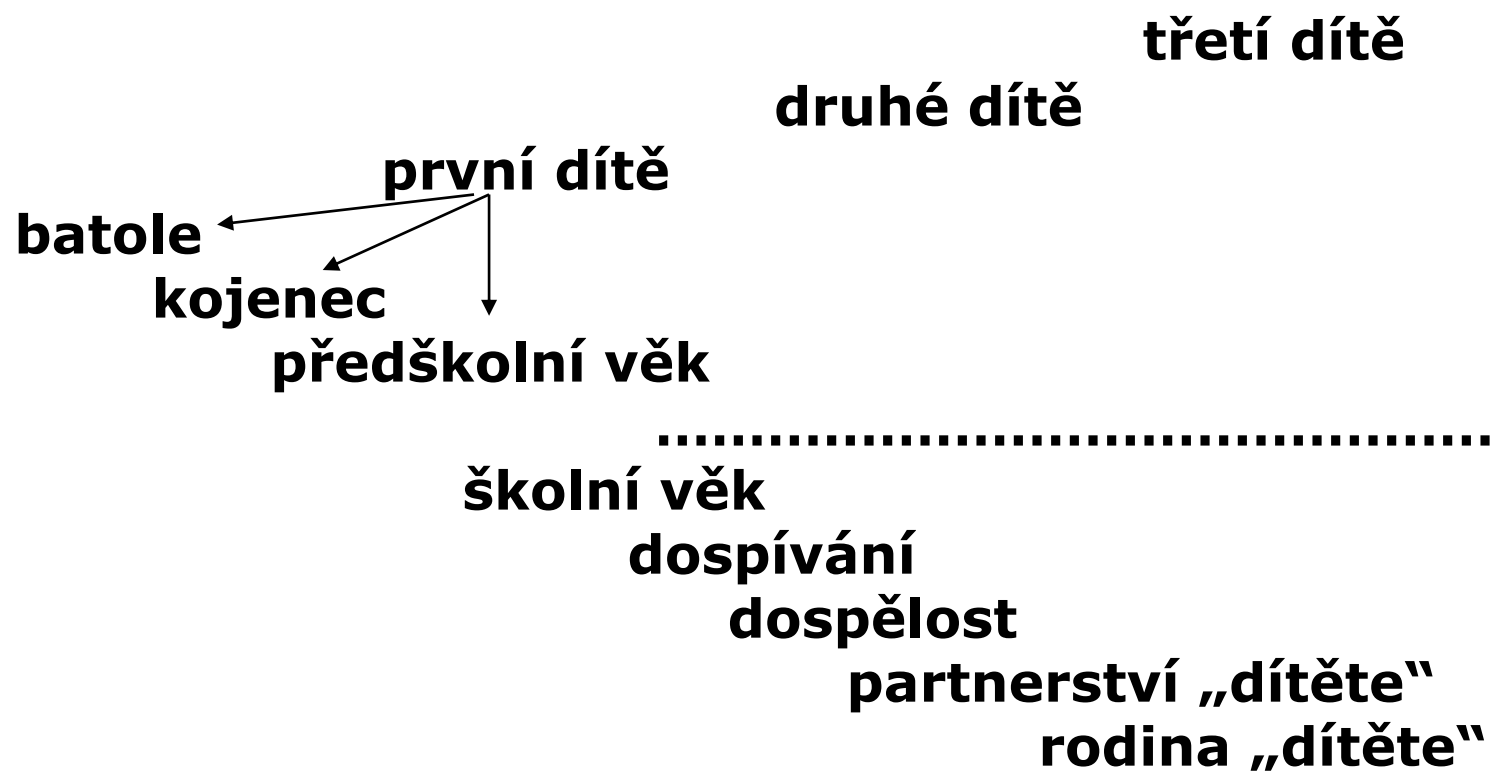 třetí dítě
druhé dítě
první dítě
batole
kojenec
předškolní věk
........................................
školní věk
dospívání
dospělost
partnerství „dítěte“
rodina „dítěte“